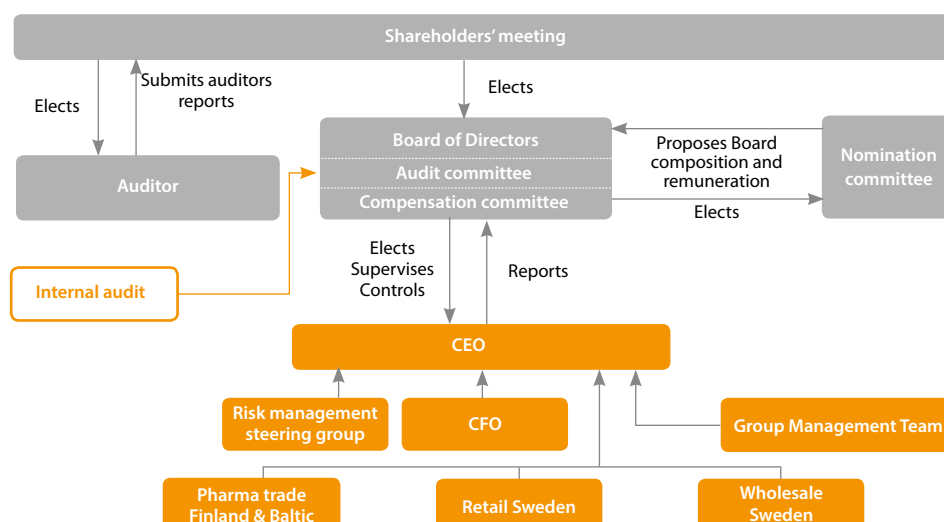 Shareholders’ meeting
Submits auditors
reports
Elects
Elects
Board of Directors
Audit committee
Compensation committee
Auditor
Proposes Board
composition and
remuneration
Elects
Nomination
committee
Elects
Supervises
Controls
Reports
Internal audit
CEO
Risk management
steering group
CFO
Group Management Team
Pharma trade
Finland & Baltic
Retail Sweden
Wholesale
Sweden